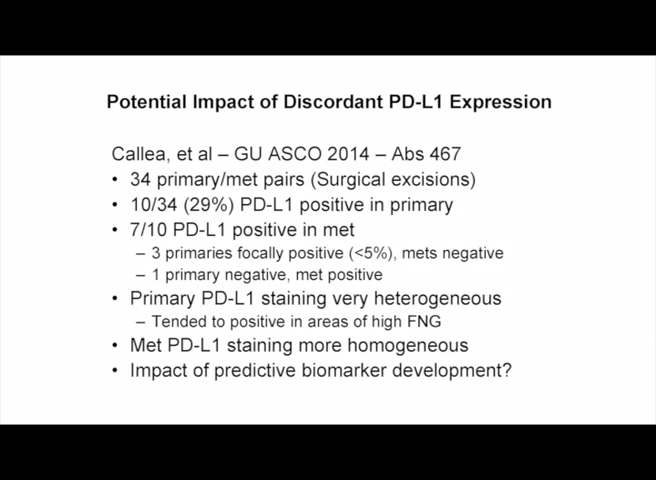 Potential Impact of Discordant PD-L1 Expression
Callea, et al – GU ASCO 2014 – Abs 467
• 34 primary/met pairs (Surgical excisions)
• 10/34 (29%) PD-L1 positive in primary
• 7/10 PD-L1 positive in met
– 3 primaries focally positive (<5%), mets negative
– 1 primary negative, met positive
• Primary PD-L1 staining very heterogeneous
– Tended to positive in areas of high FNG
• Met PD-L1 staining more homogeneous
• Impact of predictive biomarker development?